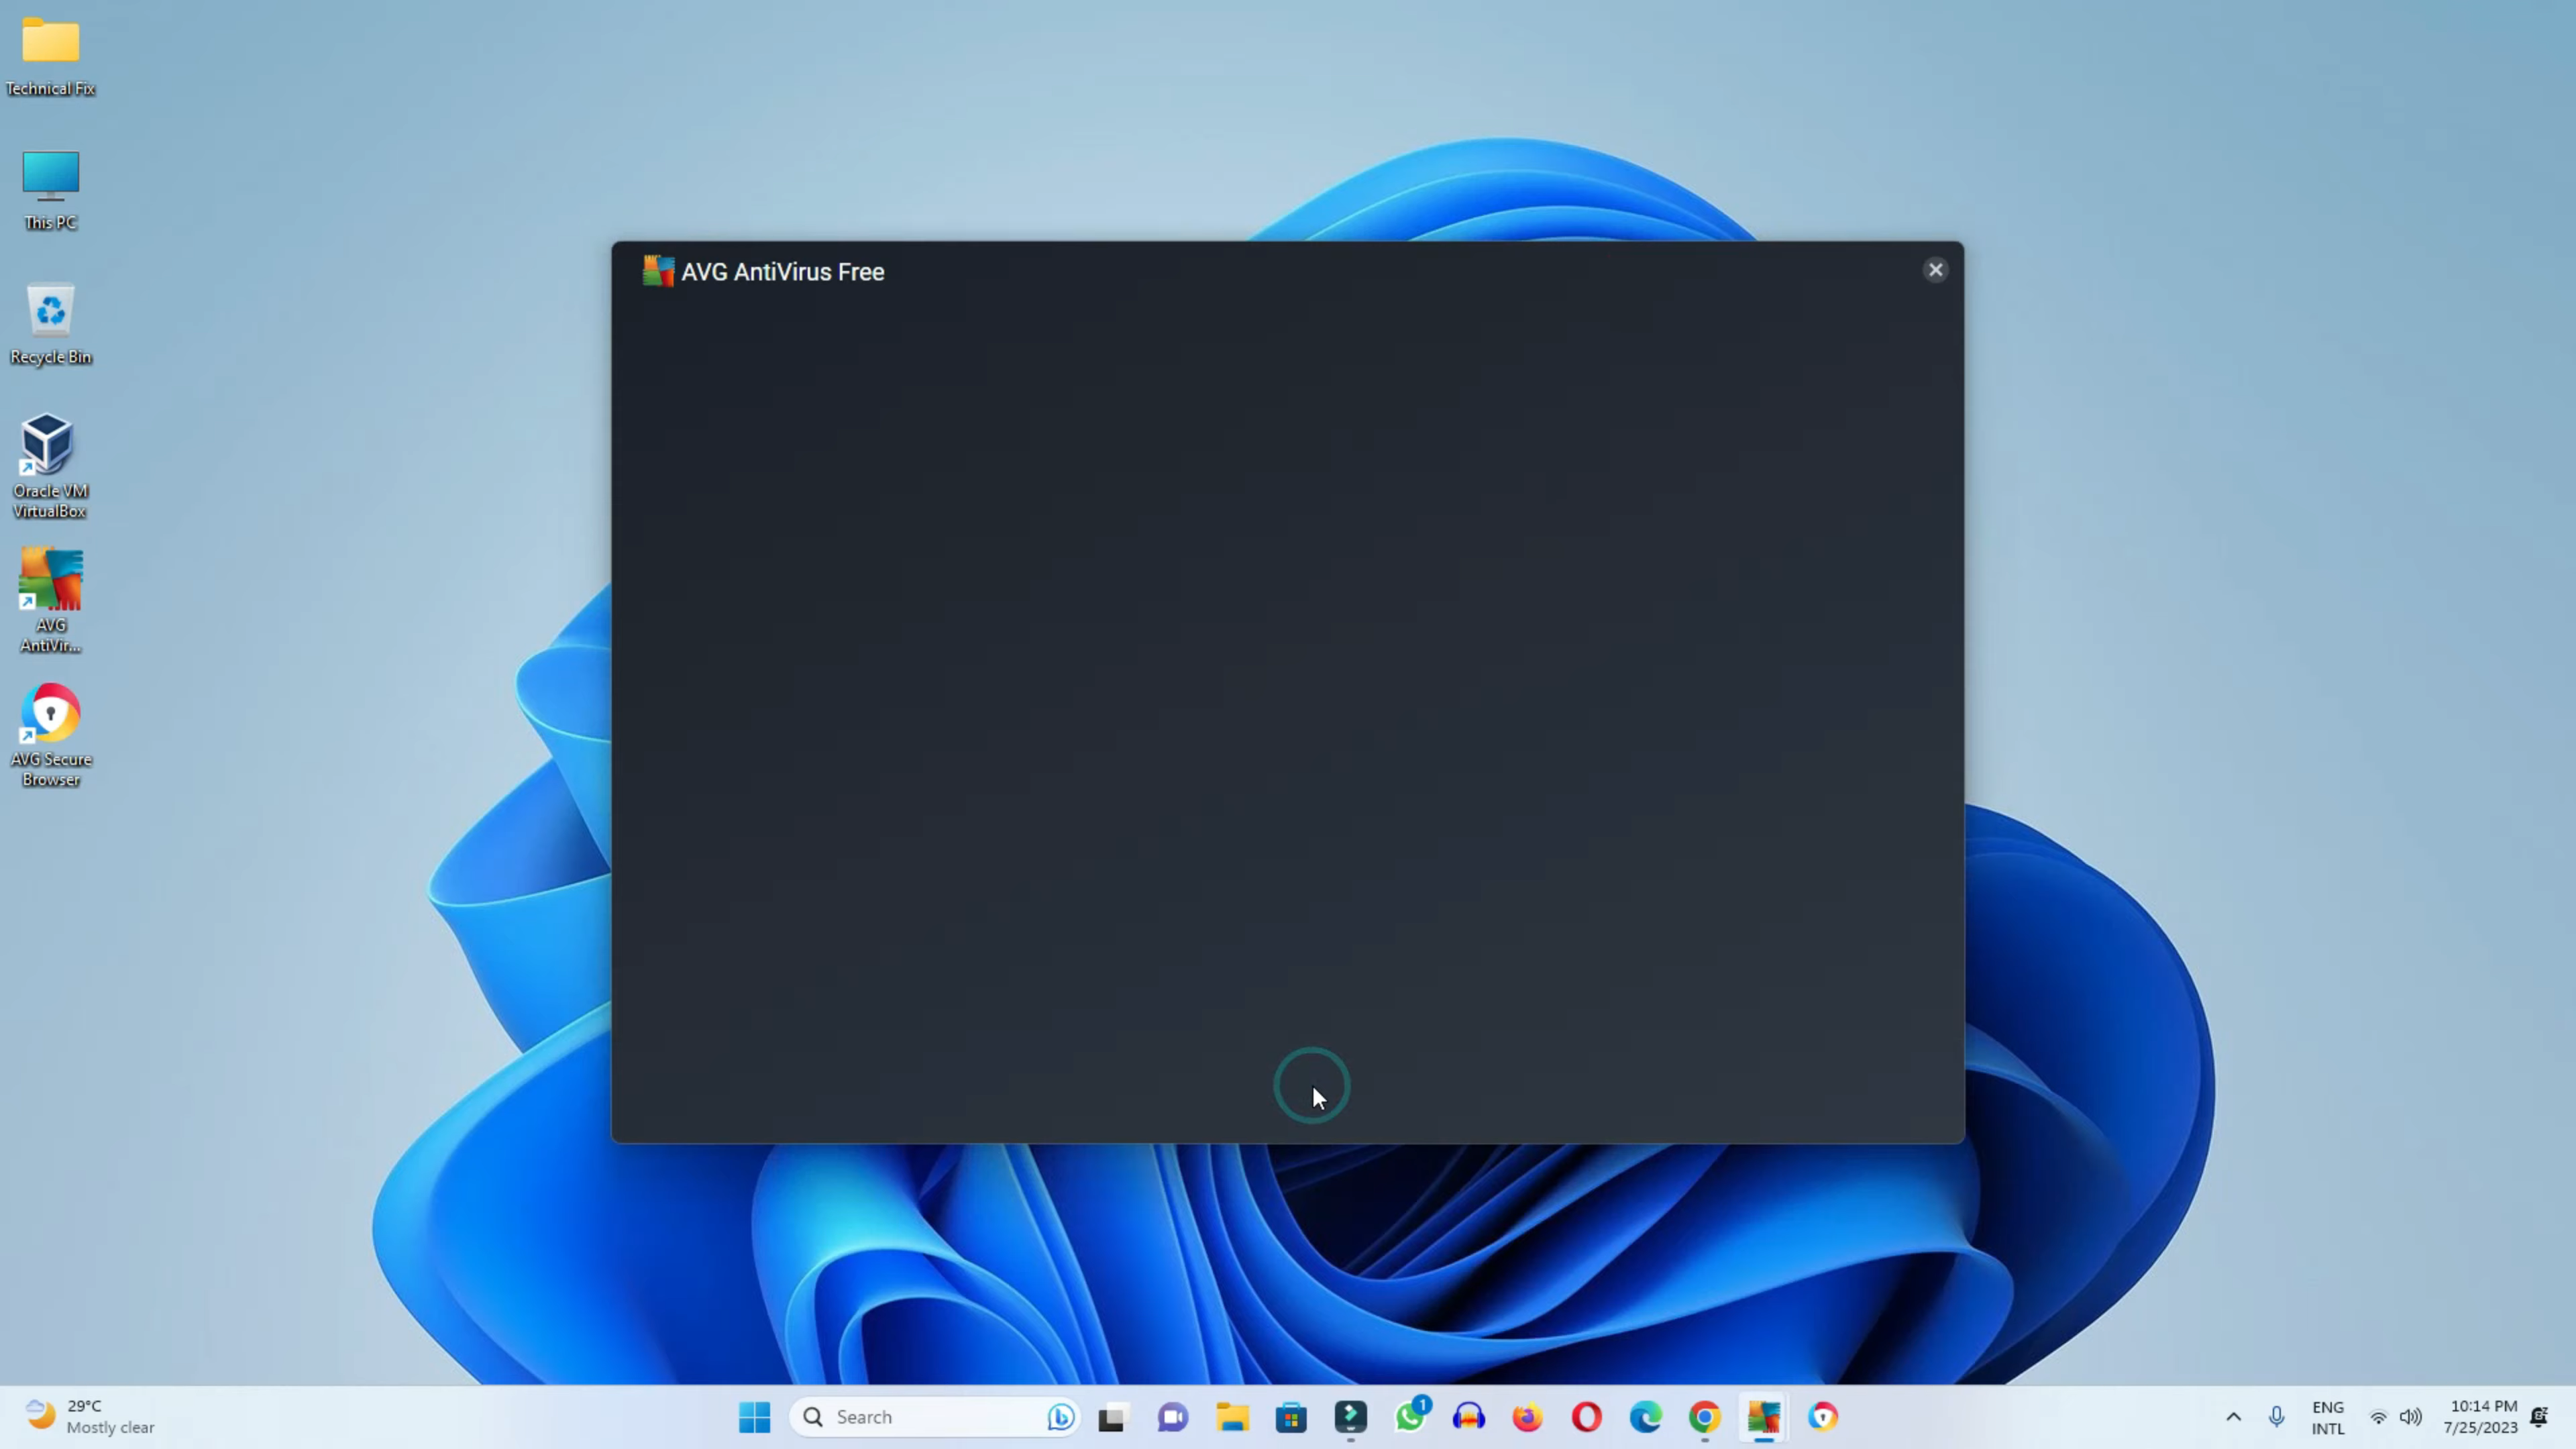 Technical Fix
This PC
Recycle Bin
Oracle VM
VirtualBox
AVG
AntiVir...
AVG Secure
Browser
AVG AntiVirus Free
29°C
Mostly clear
Search
1
ENG
INTL
10:14 PM
7/25/2023